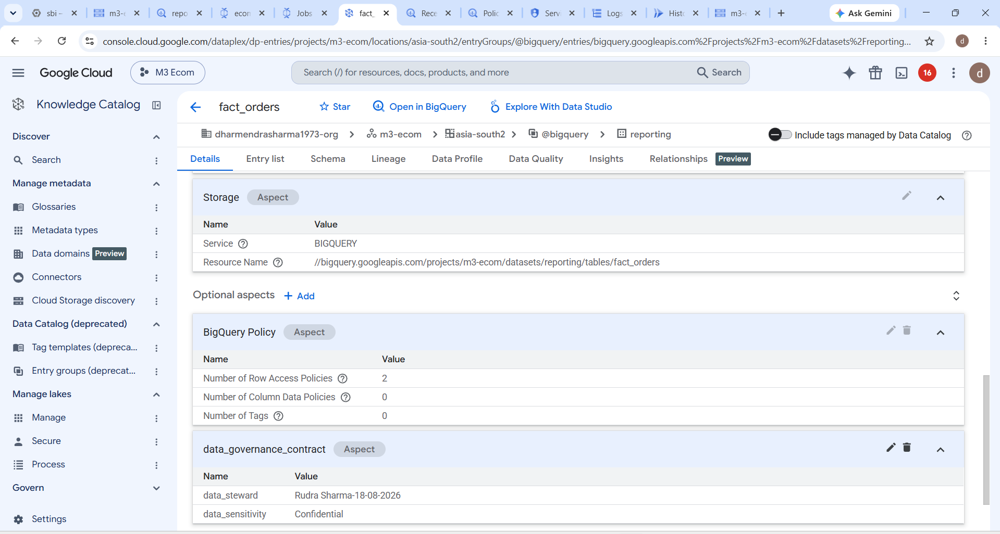 sbi -
m3-e
repo
econ
Jobs
fact_
Rece
Polic
Serv
Logs
Histo
m3-e
Ask Gemini
console.cloud.google.com/dataplex/dp-entries/projects/m3-ecom/locations/asia-south2/entryGroups/@bigquery/entries/bigquery.googleapis.com%2Fprojects%2Fm3-ecom%2Fdatasets%2Freporting...
d
Google Cloud
M3 Ecom
Search (/) for resources, docs, products, and more
Search
16
d
Knowledge Catalog
fact_orders
Star
Open in BigQuery
Explore With Data Studio
dharmendrasharma1973-org
m3-ecom
asia-south2
@bigquery
reporting
Include tags managed by Data Catalog
Discover
Search
Manage metadata
Glossaries
Metadata types
Data domains Preview
Connectors
Cloud Storage discovery
Data Catalog (deprecated)
Tag templates (depreca...
Entry groups (deprecat...
Manage lakes
Manage
Secure
Process
Govern
Settings
Details
Entry list
Schema
Lineage
Data Profile
Data Quality
Insights
Relationships Preview
Storage Aspect
Name Value
Service BIGQUERY
Resource Name //bigquery.googleapis.com/projects/m3-ecom/datasets/reporting/tables/fact_orders
Optional aspects + Add
BigQuery Policy Aspect
Name Value
Number of Row Access Policies 2
Number of Column Data Policies 0
Number of Tags 0
data_governance_contract Aspect
Name Value
data_steward Rudra Sharma-18-08-2026
data_sensitivity Confidential